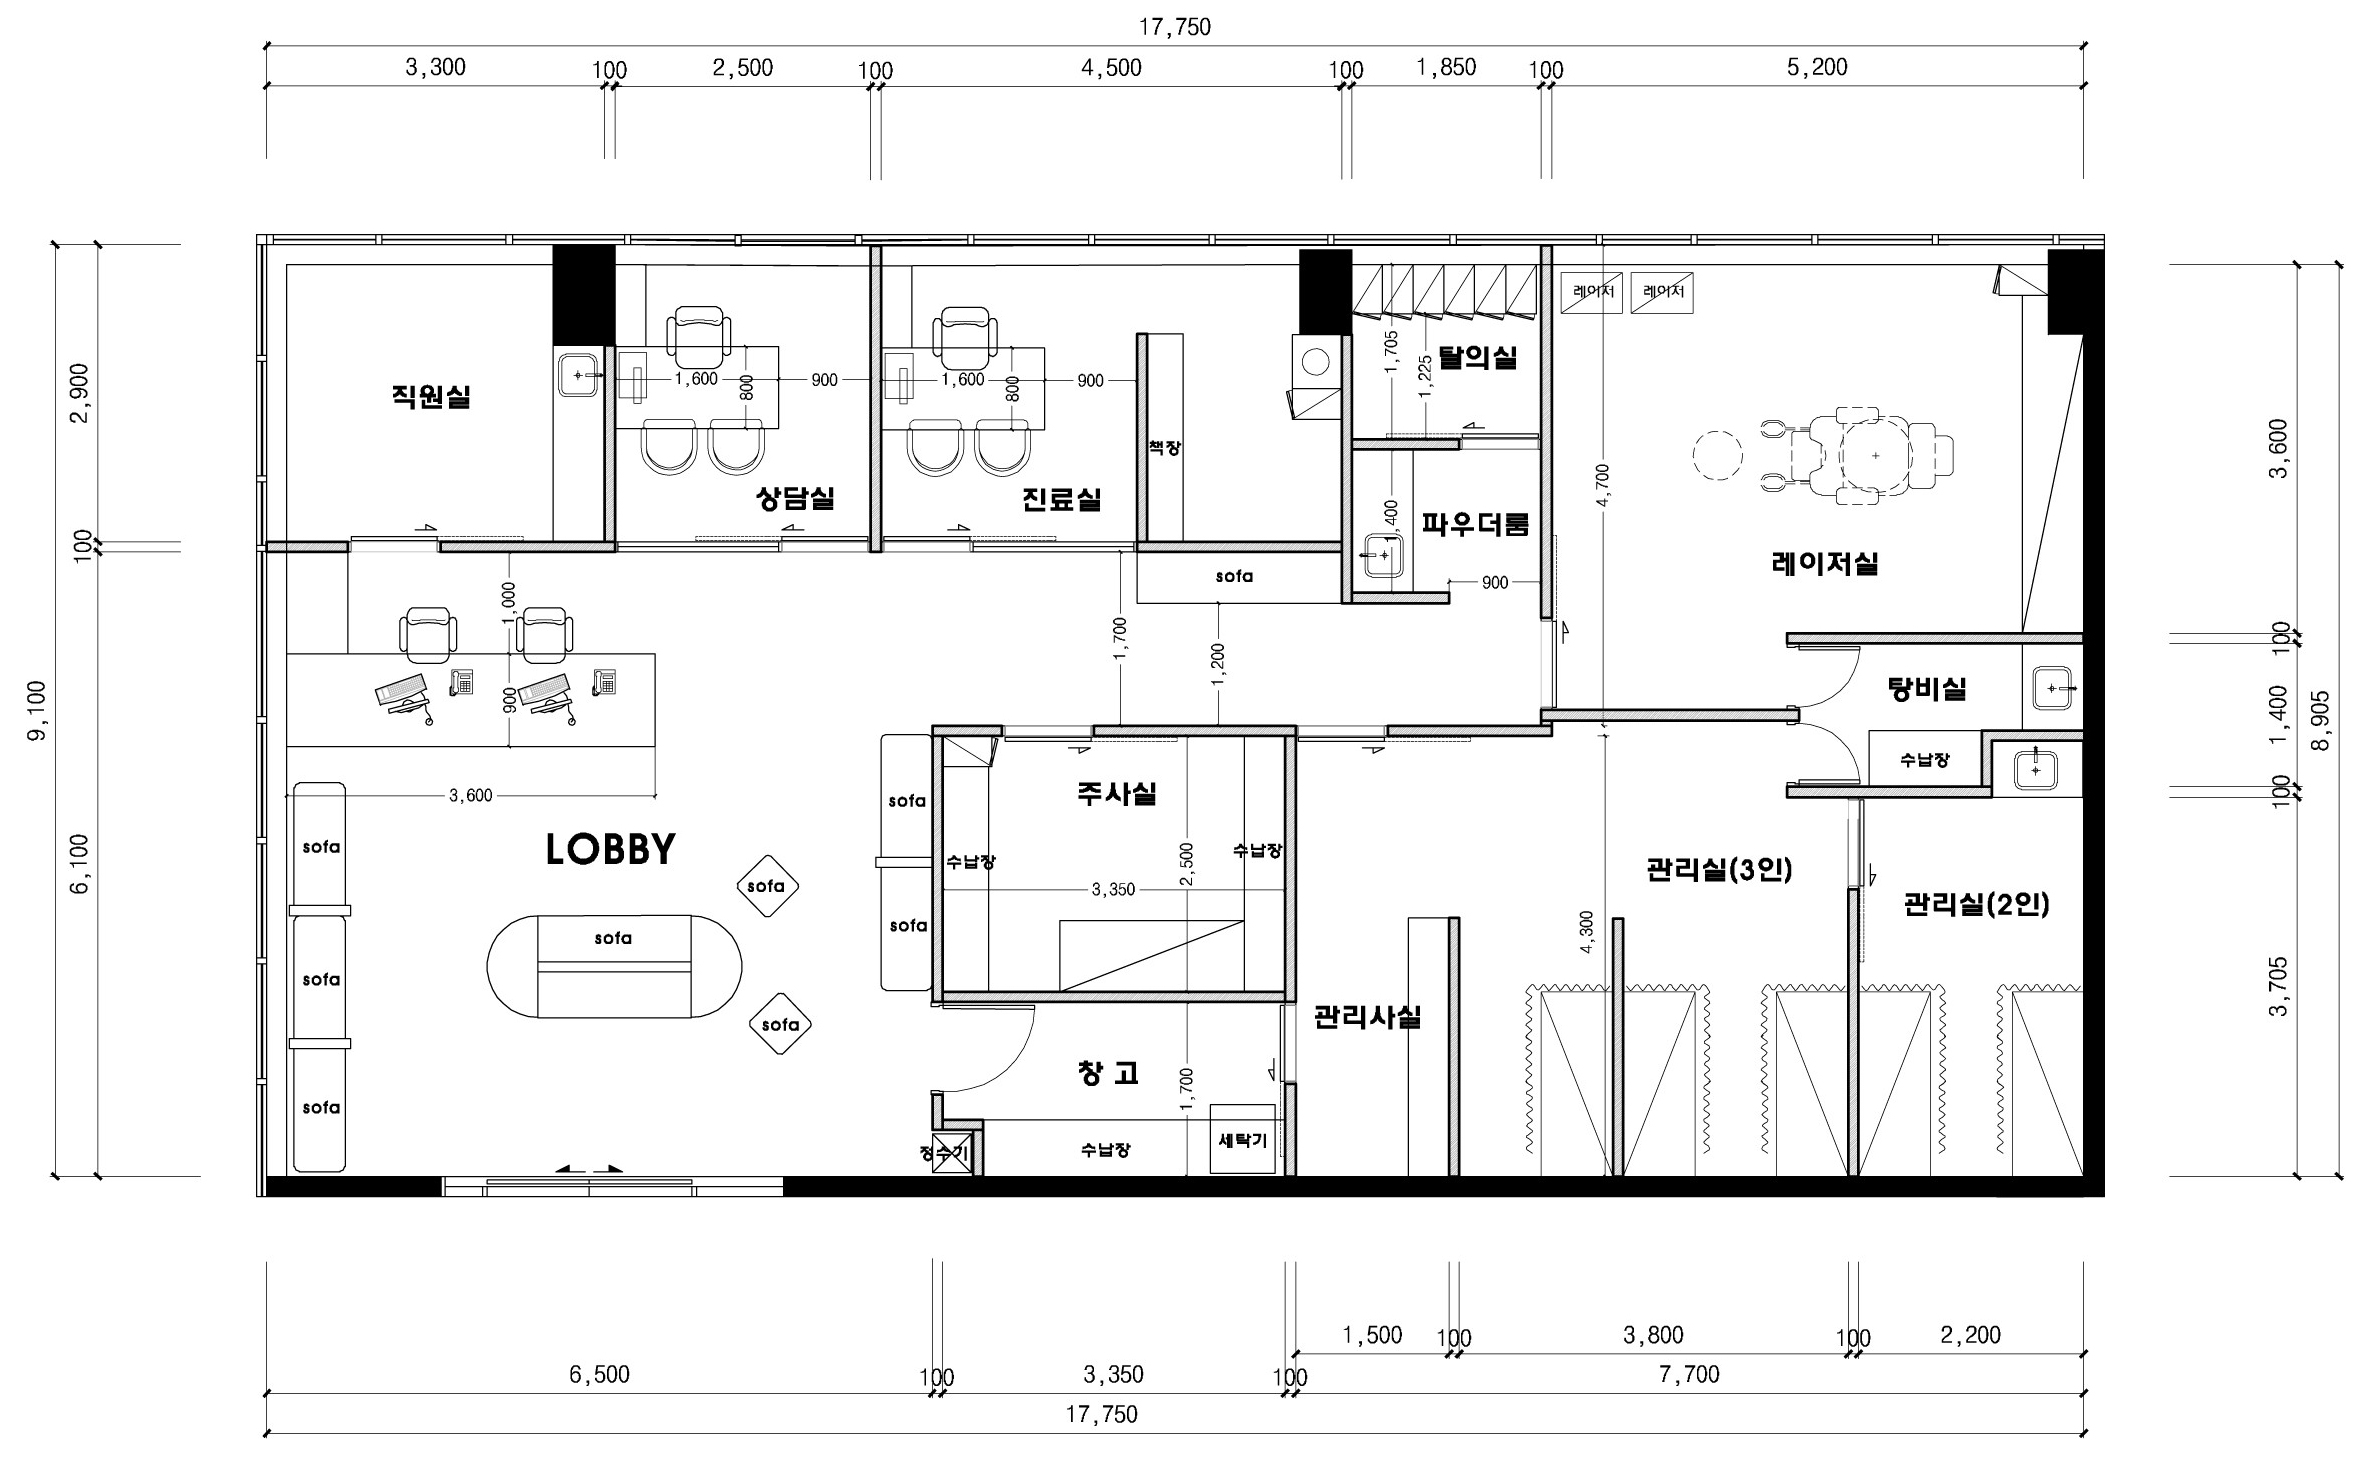 17,750
3,300
100
2,500
100
4,500
100
1,850
100
5,200
레이저
레이저
1,705
1,225
탈의실
1,600
800
900
1,600
800
900
직원실
2,900
책장
3,600
상담실
진료실
4,700
1,400
파우더룸
100
레이저실
sofa
900
1,000
1,700
1,200
100
900
탕비실
9,100
1,400
8,905
수납장
3,600
주사실
100
sofa
sofa
LOBBY
수납장
수납장
2,500
관리실(3인)
6,100
sofa
3,350
관리실(2인)
sofa
sofa
4,300
sofa
3,705
관리사실
sofa
창 고
1,700
sofa
정수기
수납장
세탁기
1,500
100
3,800
100
2,200
6,500
100
3,350
100
7,700
17,750